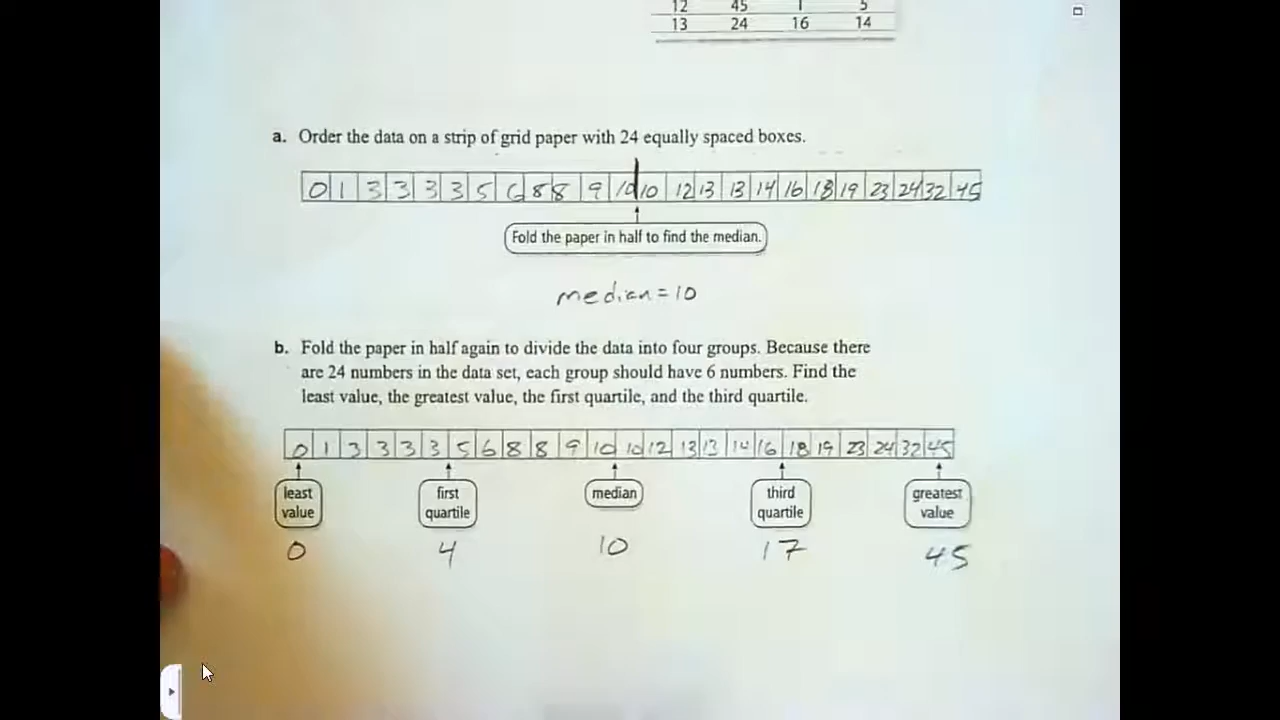 12 45 1 5
13 24 16 14
a. Order the data on a strip of grid paper with 24 equally spaced boxes.
0 1 3 3 3 3 5 6 8 8 9 10 10 12 13 13 14 16 18 19 23 24 32 45
Fold the paper in half to find the median.
median = 10
b. Fold the paper in half again to divide the data into four groups. Because there
are 24 numbers in the data set, each group should have 6 numbers. Find the
least value, the greatest value, the first quartile, and the third quartile.
0 1 3 3 3 3 5 6 8 8 9 10 10 12 13 13 14 16 18 19 23 24 32 45
least value
first quartile
median
third quartile
greatest value
0 4 10 17 45